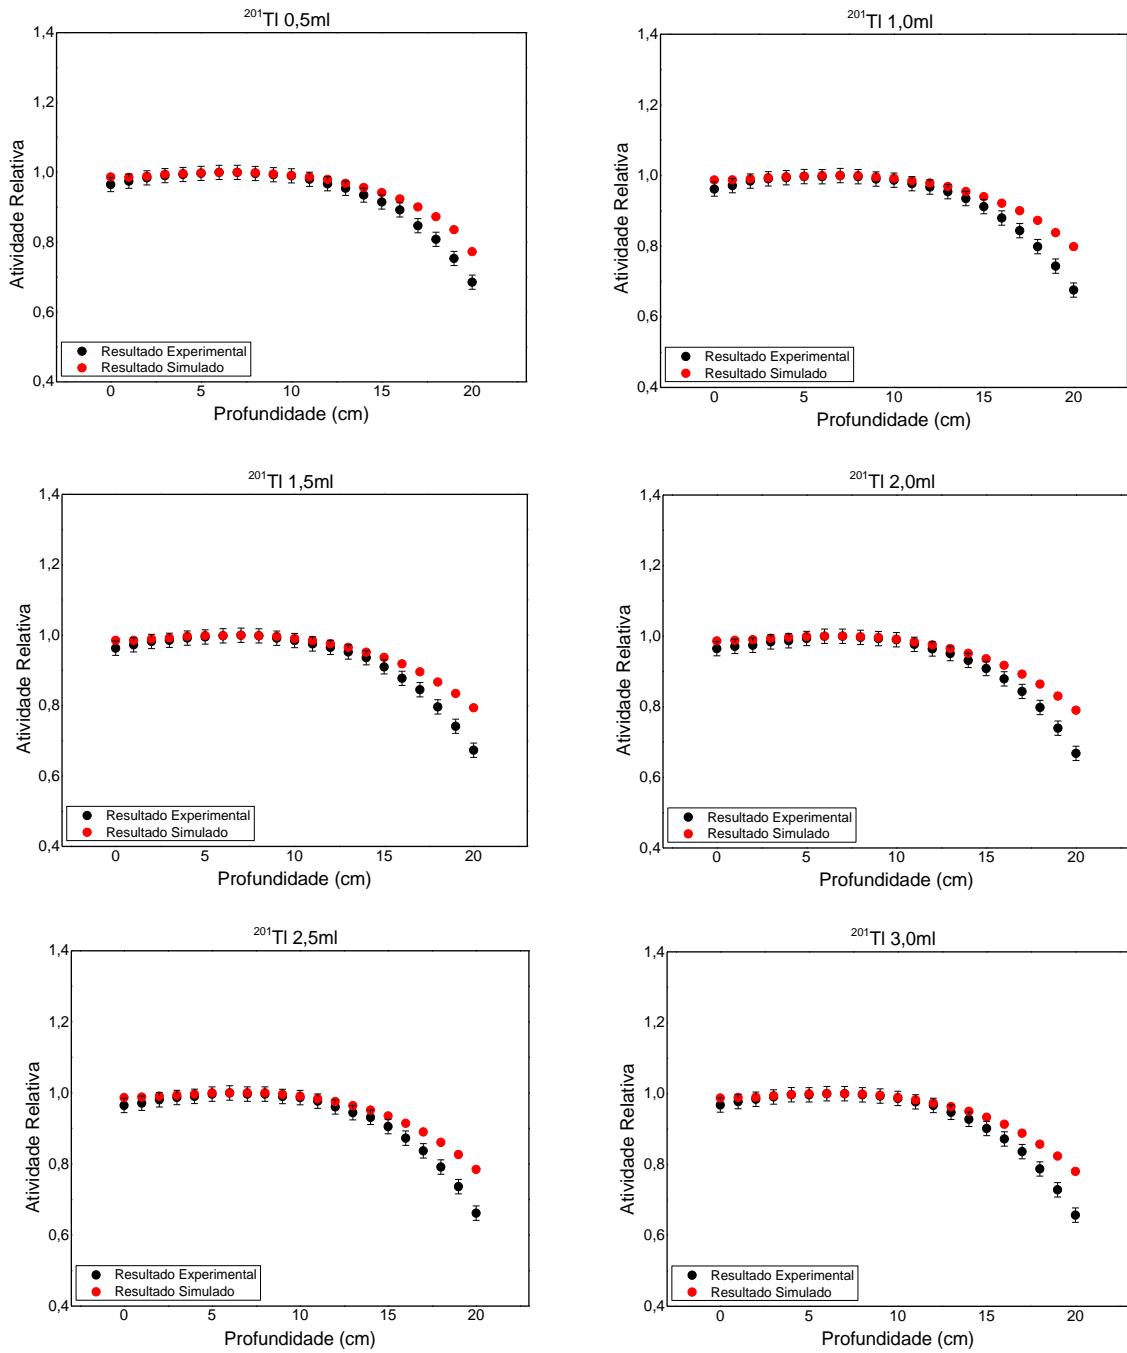 ²⁰¹Tl 0,5ml
1,4
1,2
1,0
0,8
0,6
0,4
Atividade Relativa
Resultado Experimental
Resultado Simulado
0 5 10 15 20
Profundidade (cm)
²⁰¹Tl 1,0ml
1,4
1,2
1,0
0,8
0,6
0,4
Atividade Relativa
Resultado Experimental
Resultado Simulado
0 5 10 15 20
Profundidade (cm)
²⁰¹Tl 1,5ml
1,4
1,2
1,0
0,8
0,6
0,4
Atividade Relativa
Resultado Experimental
Resultado Simulado
0 5 10 15 20
Profundidade (cm)
²⁰¹Tl 2,0ml
1,4
1,2
1,0
0,8
0,6
0,4
Atividade Relativa
Resultado Experimental
Resultado Simulado
0 5 10 15 20
Profundidade (cm)
²⁰¹Tl 2,5ml
1,4
1,2
1,0
0,8
0,6
0,4
Atividade Relativa
Resultado Experimental
Resultado Simulado
0 5 10 15 20
Profundidade (cm)
²⁰¹Tl 3,0ml
1,4
1,2
1,0
0,8
0,6
0,4
Atividade Relativa
Resultado Experimental
Resultado Simulado
0 5 10 15 20
Profundidade (cm)